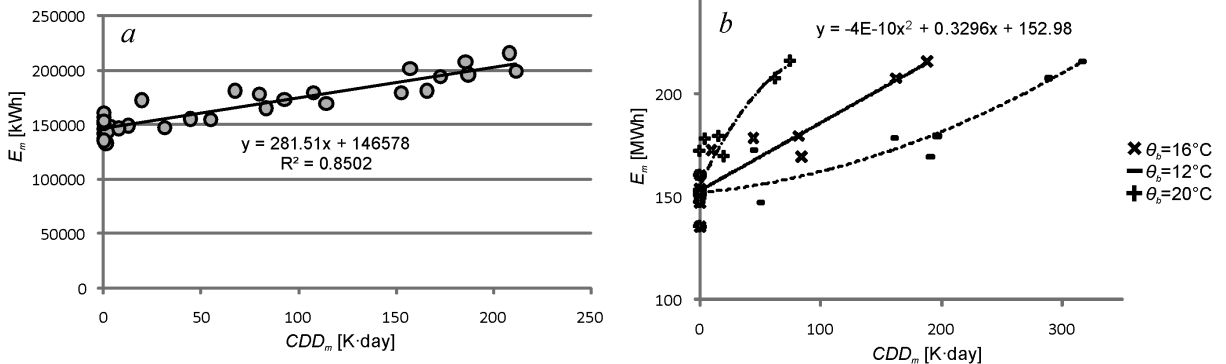 a
250000
200000
150000
100000
50000
0
E_m [kWh]
y = 281.51x + 146578
R² = 0.8502
0 50 100 150 200 250
CDD_m [K·day]
b
y = -4E-10x² + 0.3296x + 152.98
200
150
100
E_m [MWh]
0 100 200 300
CDD_m [K·day]
θ_b=16°C
θ_b=12°C
θ_b=20°C